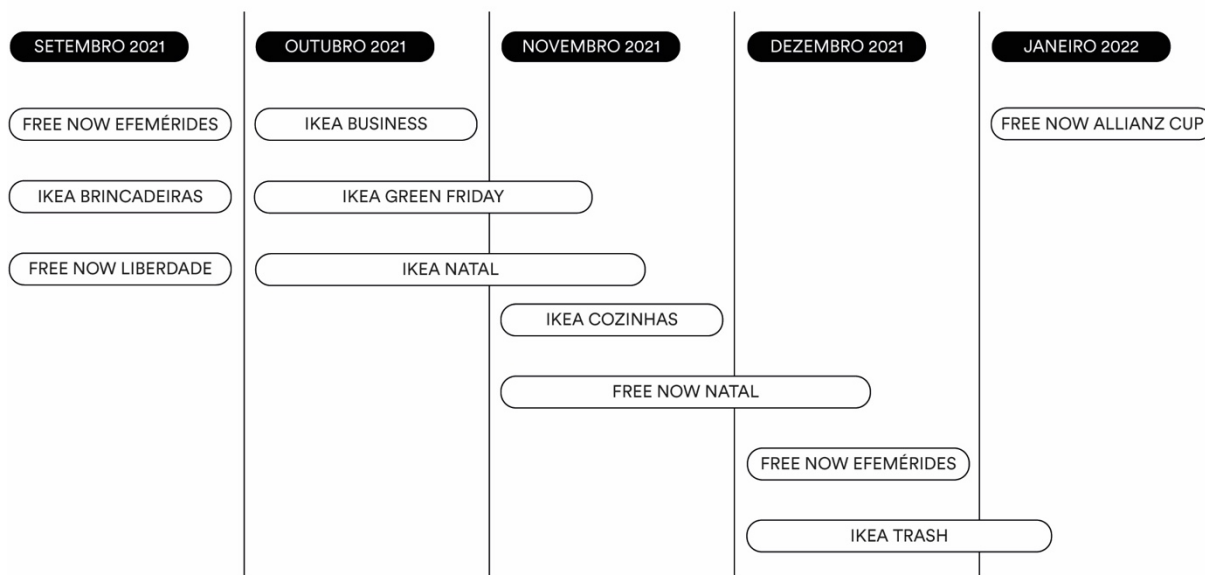 SETEMBRO 2021
OUTUBRO 2021
NOVEMBRO 2021
DEZEMBRO 2021
JANEIRO 2022
FREE NOW EFEMÉRIDES
IKEA BUSINESS
FREE NOW ALLIANZ CUP
IKEA BRINCADEIRAS
IKEA GREEN FRIDAY
FREE NOW LIBERDADE
IKEA NATAL
IKEA COZINHAS
FREE NOW NATAL
FREE NOW EFEMÉRIDES
IKEA TRASH